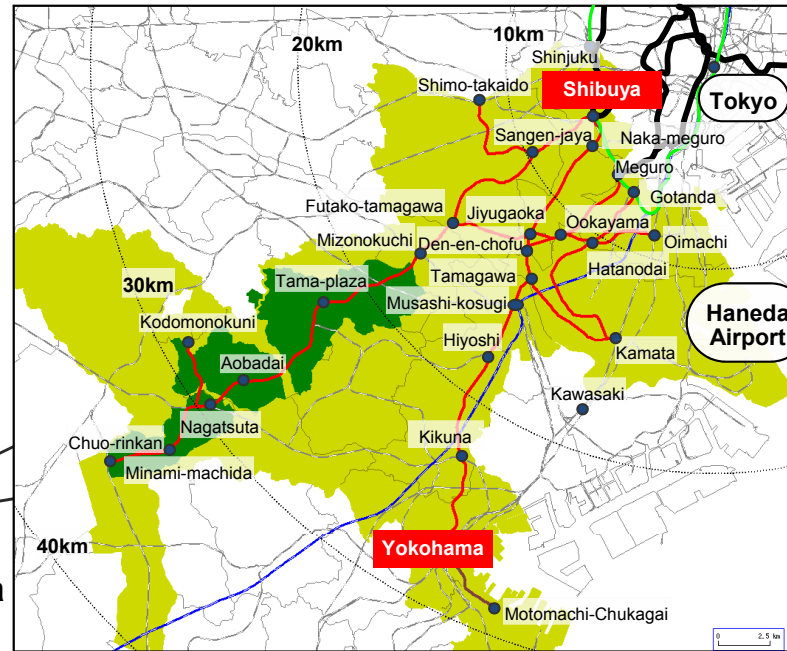 20km
10km
Shinjuku
Shimo-takaido
Shibuya
Tokyo
Sangen-jaya
Naka-meguro
Meguro
Gotanda
Futako-tamagawa
Jiyugaoka
Ookayama
Mizonokuchi
Den-en-chofu
Oimachi
Tama-plaza
Tamagawa
Hatanodai
30km
Musashi-kosugi
Haneda
Airport
Kodomonokuni
Hiyoshi
Kamata
Aobadai
Kawasaki
Nagatsuta
Chuo-rinkan
Kikuna
Minami-machida
40km
Yokohama
a
Motomachi-Chukagai
0 2.5 km